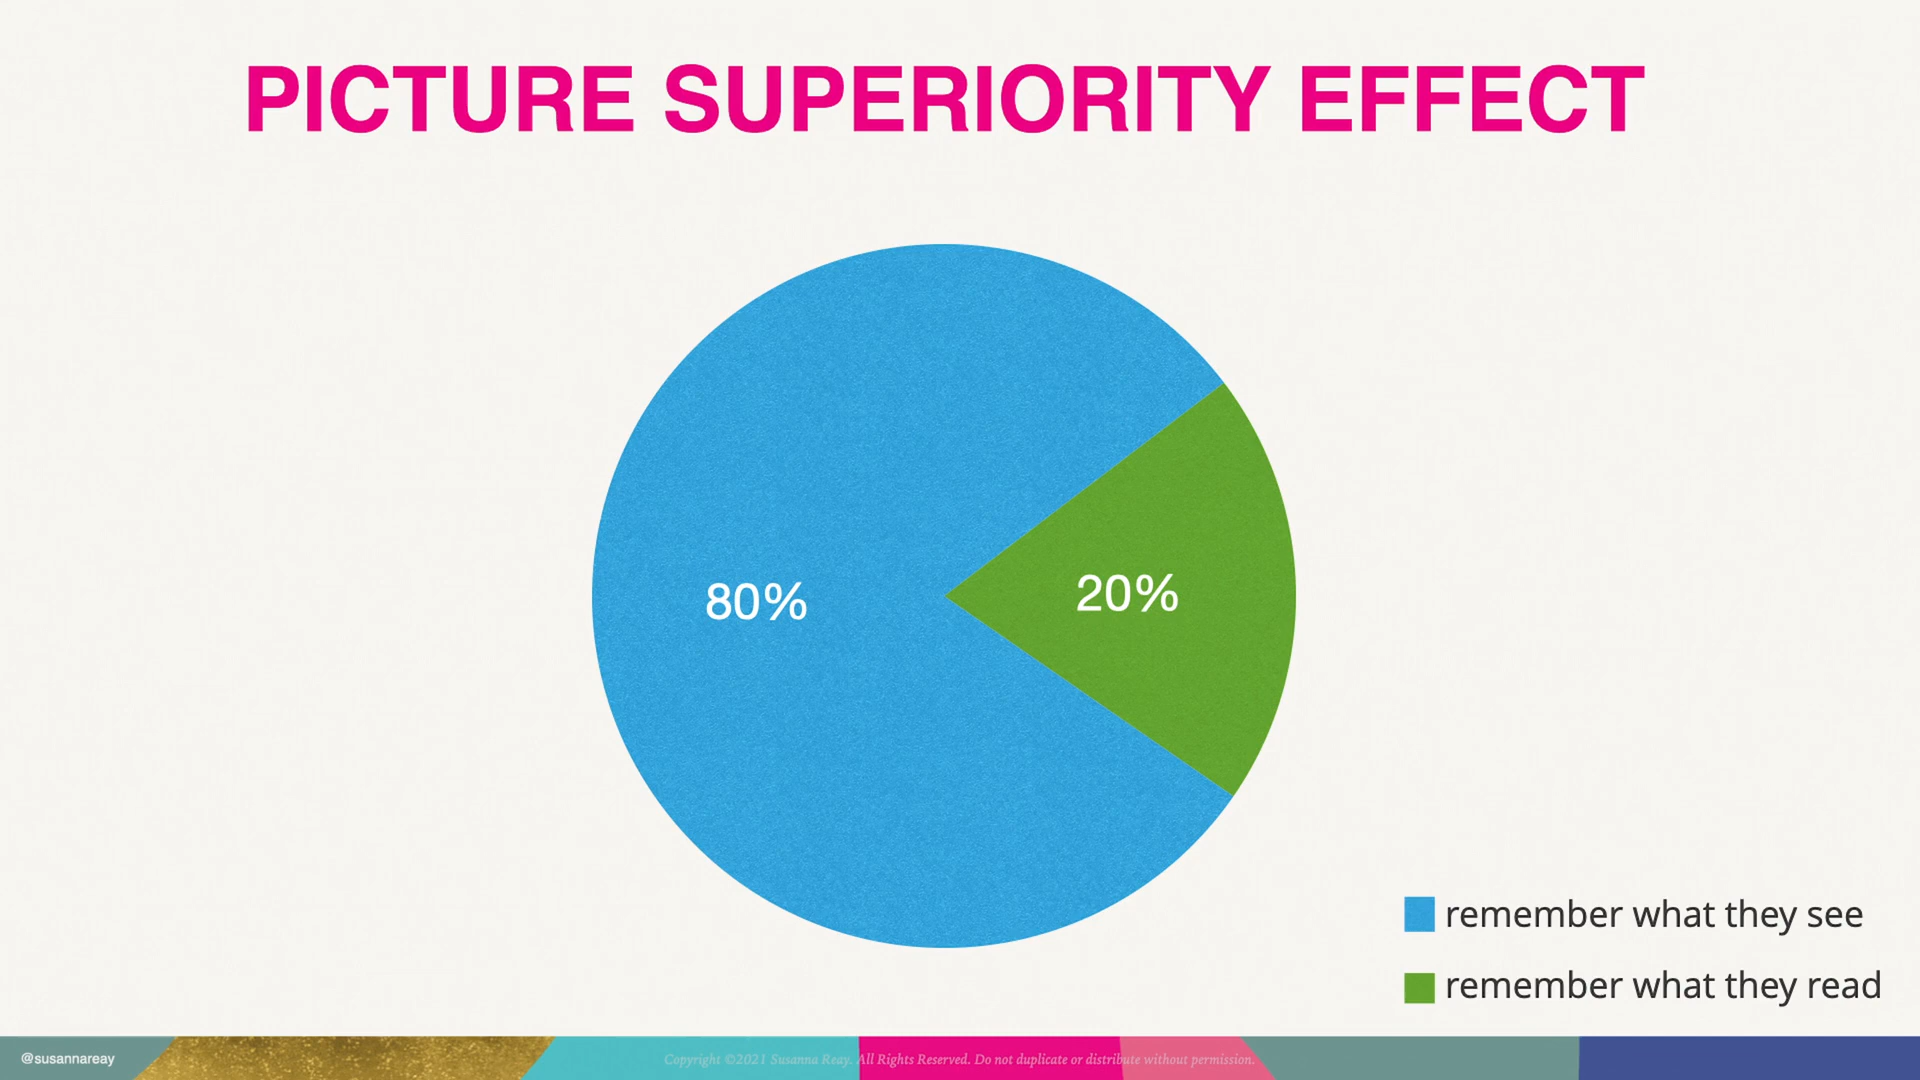 PICTURE SUPERIORITY EFFECT
80%
20%
remember what they see
remember what they read
@susannareay
Copyright ©2021 Susanna Reay. All Rights Reserved. Do not duplicate or distribute without permission.